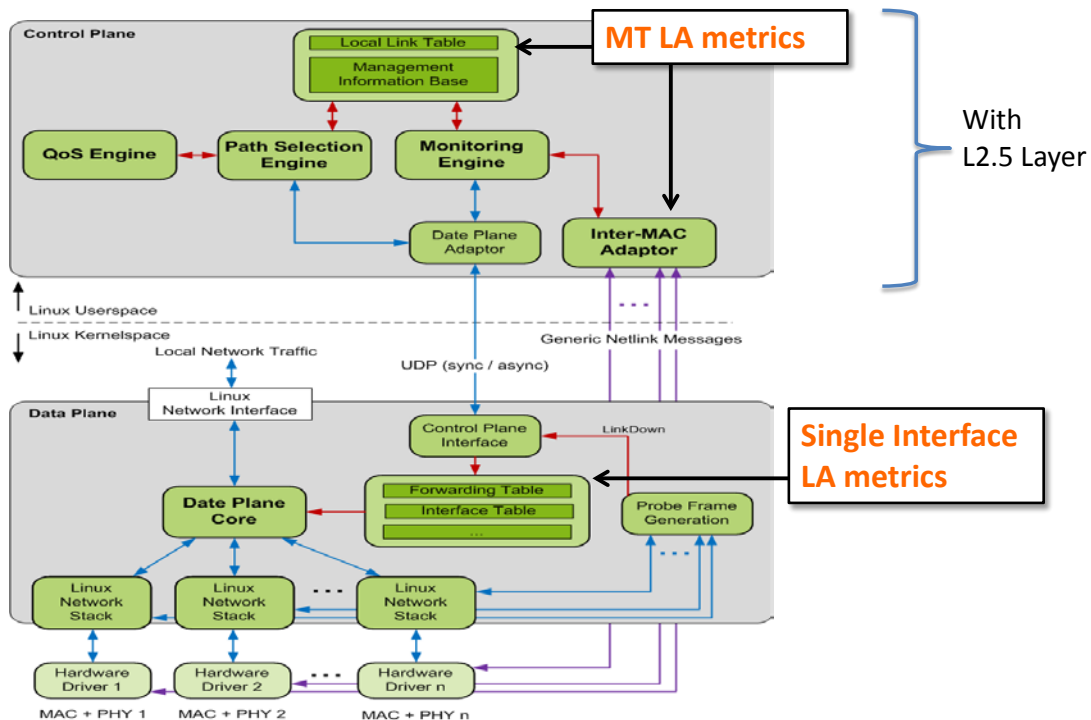 Control Plane
Local Link Table
Management
Information Base
MT LA metrics
QoS Engine
Path Selection
Engine
Monitoring
Engine
With
L2.5 Layer
Date Plane
Adaptor
Inter-MAC
Adaptor
...
Linux Userspace
Linux Kernelspace
Generic Netlink Messages
Local Network Traffic
UDP (sync / async)
Linux
Network Interface
Data Plane
Control Plane
Interface
LinkDown
Single Interface
LA metrics
Forwarding Table
Interface Table
...
Date Plane
Core
Probe Frame
Generation
...
Linux
Network
Stack
Linux
Network
Stack
...
Linux
Network
Stack
Hardware
Driver 1
Hardware
Driver 2
...
Hardware
Driver n
MAC + PHY 1
MAC + PHY 2
MAC + PHY n